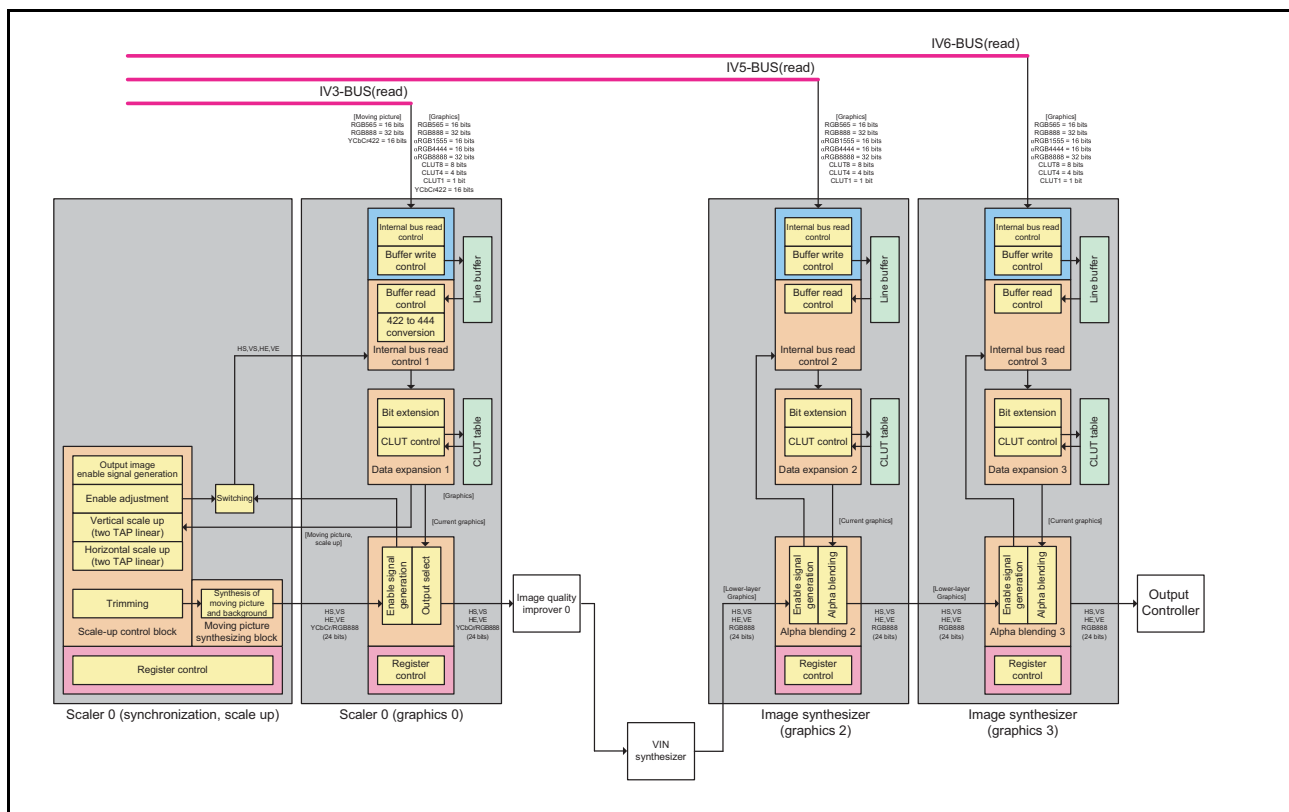 IV6-BUS(read)
IV5-BUS(read)
IV3-BUS(read)
[Moving picture]
RGB565 = 16 bits
RGB888 = 32 bits
YCbCr422 = 16 bits
[Graphics]
RGB565 = 16 bits
RGB888 = 32 bits
αRGB1555 = 16 bits
αRGB4444 = 16 bits
αRGB8888 = 32 bits
CLUT8 = 8 bits
CLUT4 = 4 bits
CLUT1 = 1 bit
YCbCr422 = 16 bits
[Graphics]
RGB565 = 16 bits
RGB888 = 32 bits
αRGB1555 = 16 bits
αRGB4444 = 16 bits
αRGB8888 = 32 bits
CLUT8 = 8 bits
CLUT4 = 4 bits
CLUT1 = 1 bit
[Graphics]
RGB565 = 16 bits
RGB888 = 32 bits
αRGB1555 = 16 bits
αRGB4444 = 16 bits
αRGB8888 = 32 bits
CLUT8 = 8 bits
CLUT4 = 4 bits
CLUT1 = 1 bit
HS,VS,HE,VE
Output image
enable signal generation
Enable adjustment
Vertical scale up
(two TAP linear)
Horizontal scale up
(two TAP linear)
Trimming
Scale-up control block
Switching
Synthesis of
moving picture
and background
Moving picture
synthesizing block
Register control
Scaler 0 (synchronization, scale up)
Internal bus read
control
Buffer write
control
Line buffer
Buffer read
control
422 to 444
conversion
Internal bus read
control 1
Bit extension
CLUT control
CLUT table
Data expansion 1
[Graphics]
[Current graphics]
[Moving picture,
scale up]
HS,VS
HE,VE
YCbCr/RGB888
(24 bits)
Enable signal
generation
Output select
HS,VS
HE,VE
YCbCr/RGB888
(24 bits)
Register
control
Scaler 0 (graphics 0)
Image quality
improver 0
VIN
synthesizer
Internal bus read
control
Buffer write
control
Line buffer
Buffer read
control
Internal bus read
control 2
Bit extension
CLUT control
CLUT table
Data expansion 2
[Current graphics]
[Lower-layer
Graphics]
HS,VS
HE,VE
RGB888
(24 bits)
Enable signal
generation
Alpha blending
Alpha blending 2
Register
control
Image synthesizer
(graphics 2)
HS,VS
HE,VE
RGB888
(24 bits)
Internal bus read
control
Buffer write
control
Line buffer
Buffer read
control
Internal bus read
control 3
Bit extension
CLUT control
CLUT table
Data expansion 3
[Current graphics]
[Lower-layer
Graphics]
HS,VS
HE,VE
RGB888
(24 bits)
Enable signal
generation
Alpha blending
Alpha blending 3
Register
control
Image synthesizer
(graphics 3)
HS,VS
HE,VE
RGB888
(24 bits)
Output
Controller